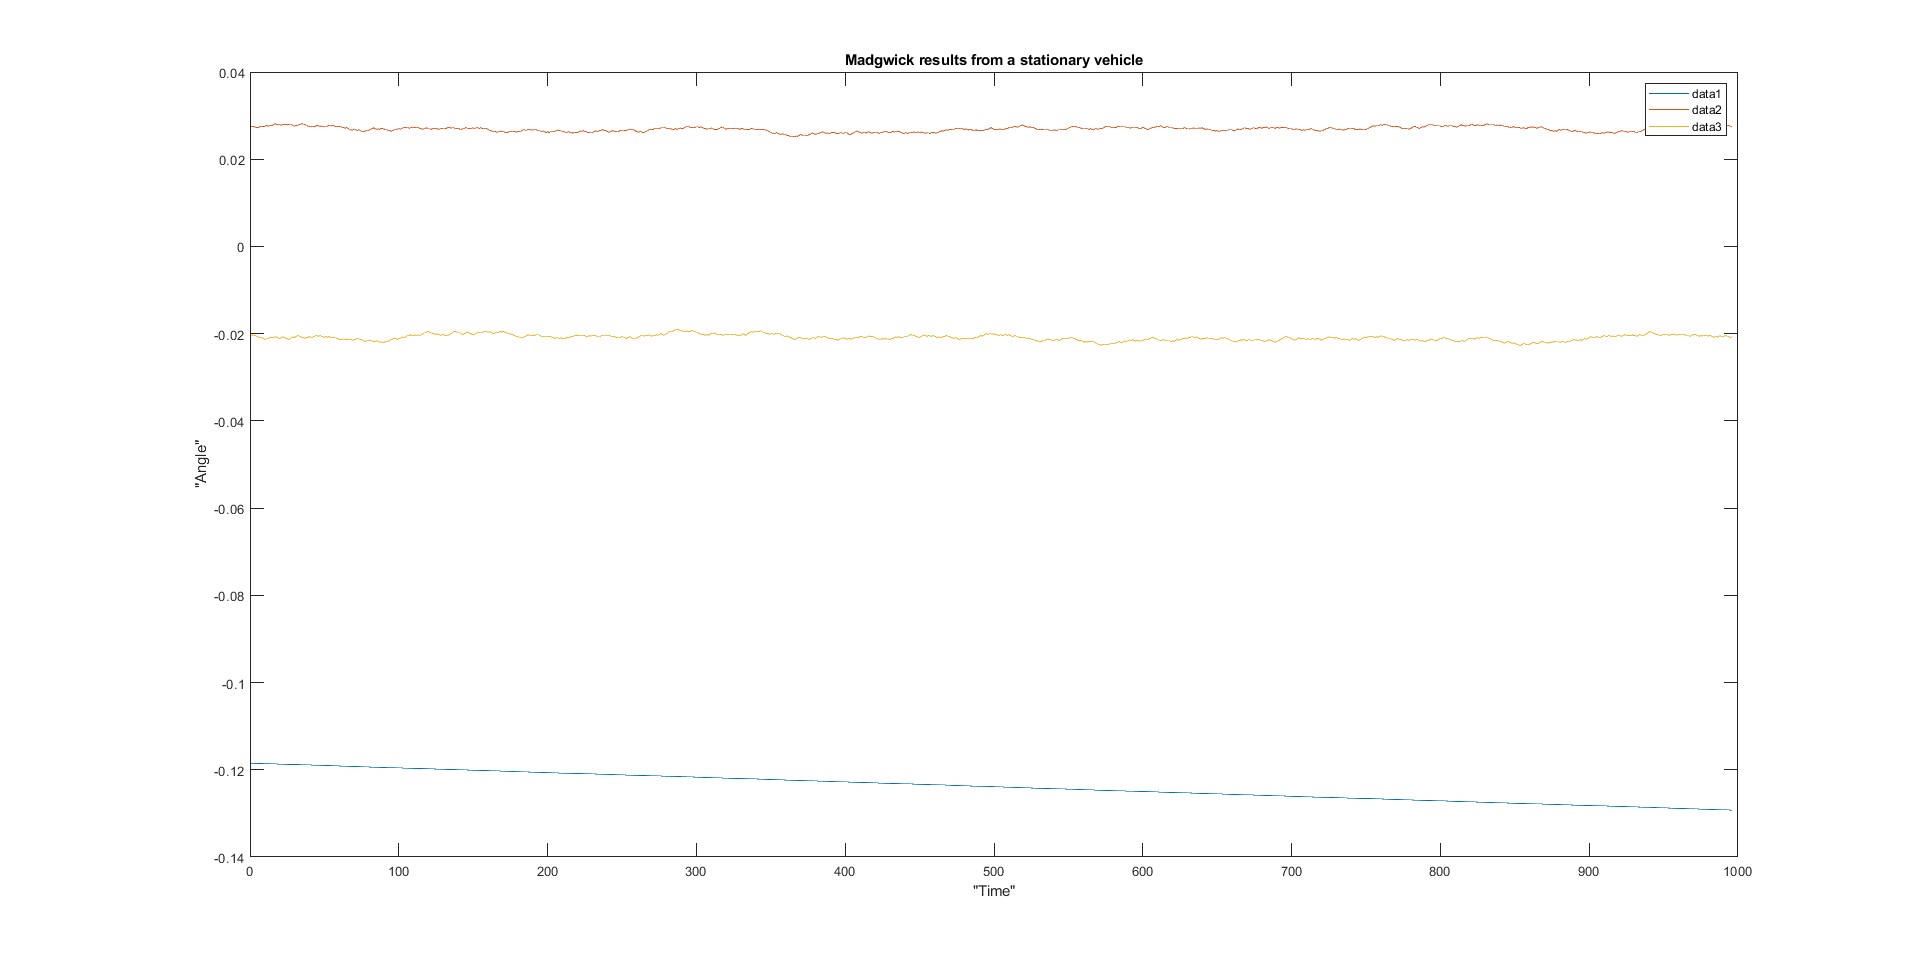 Madgwick results from a stationary vehicle
0.04
0.02
0
-0.02
-0.04
-0.06
-0.08
-0.1
-0.12
-0.14
"Angle"
data1
data2
data3
0 100 200 300 400 500 600 700 800 900 1000
"Time"